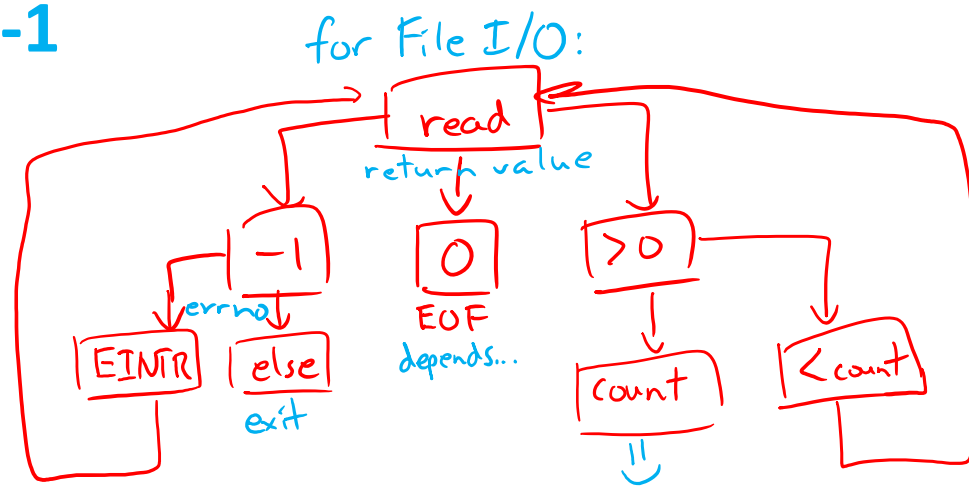 -1
for File I/O:
read
return value
-1
0
>0
errno
EOF
EINTR
else
depends...
count
<count
exit